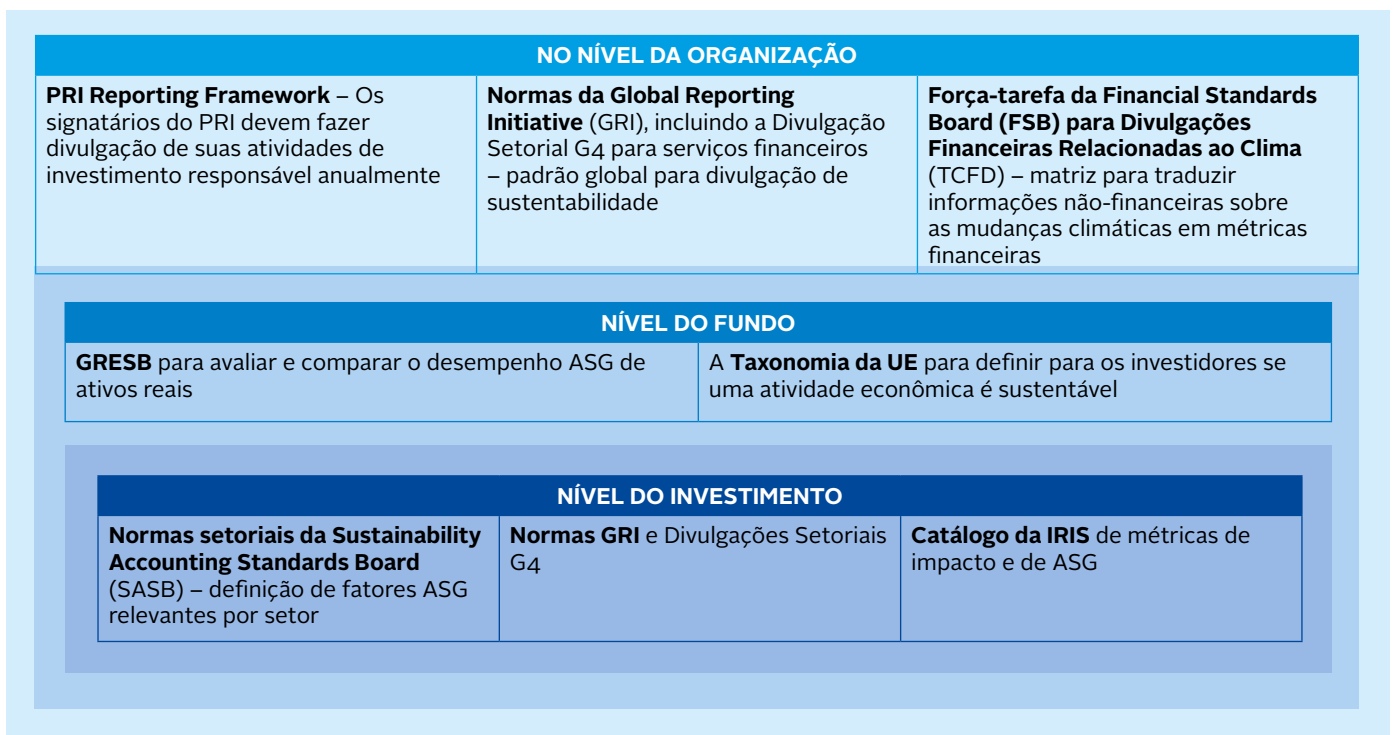 NO NÍVEL DA ORGANIZAÇÃO
PRI Reporting Framework – Os
signatários do PRI devem fazer
divulgação de suas atividades de
investimento responsável anualmente
Normas da Global Reporting
Initiative (GRI), incluindo a Divulgação
Setorial G4 para serviços financeiros
– padrão global para divulgação de
sustentabilidade
Força-tarefa da Financial Standards
Board (FSB) para Divulgações
Financeiras Relacionadas ao Clima
(TCFD) – matriz para traduzir
informações não-financeiras sobre
as mudanças climáticas em métricas
financeiras
NÍVEL DO FUNDO
GRESB para avaliar e comparar o desempenho ASG de
ativos reais
A Taxonomia da UE para definir para os investidores se
uma atividade econômica é sustentável
NÍVEL DO INVESTIMENTO
Normas setoriais da Sustainability
Accounting Standards Board
(SASB) – definição de fatores ASG
relevantes por setor
Normas GRI e Divulgações Setoriais
G4
Catálogo da IRIS de métricas de
impacto e de ASG